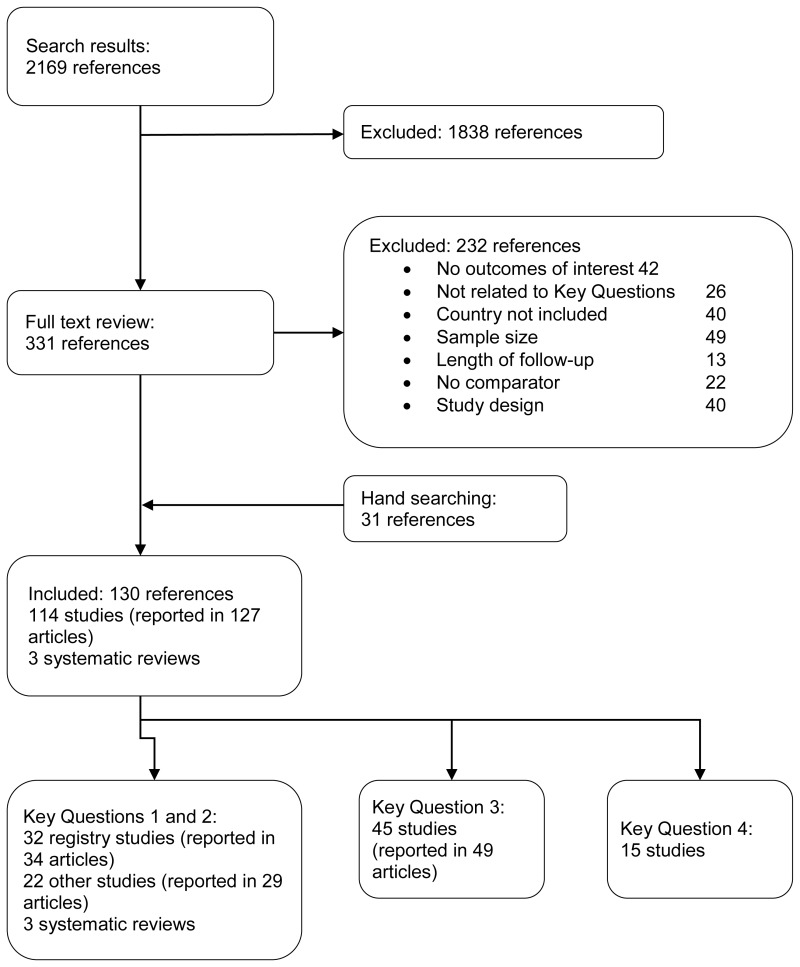 Search results:
2169 references
Excluded: 1838 references
Excluded: 232 references
• No outcomes of interest 42
• Not related to Key Questions 26
• Country not included 40
• Sample size 49
• Length of follow-up 13
• No comparator 22
• Study design 40
Full text review:
331 references
Hand searching:
31 references
Included: 130 references
114 studies (reported in 127
articles)
3 systematic reviews
Key Questions 1 and 2:
32 registry studies (reported in
34 articles)
22 other studies (reported in 29
articles)
3 systematic reviews
Key Question 3:
45 studies
(reported in 49
articles)
Key Question 4:
15 studies